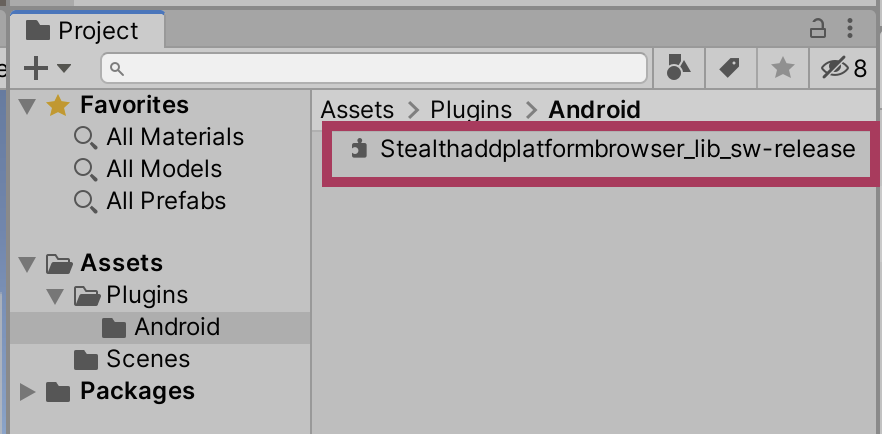 Project
8
Favorites
All Materials
All Models
All Prefabs
Assets
Plugins
Android
Scenes
Packages
Assets > Plugins > Android
Stealthaddplatformbrowser_lib_sw-release